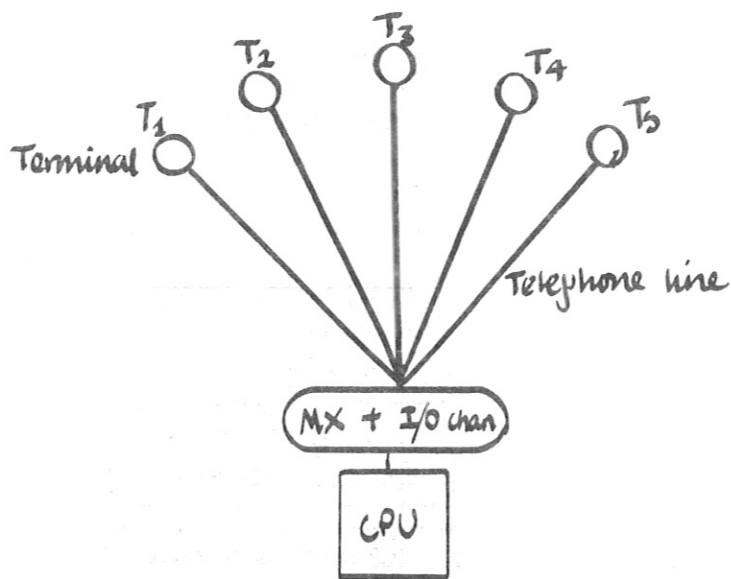 T3
T2
T4
T1
T5
Terminal
Telephone line
MX + I/O chan
CPU